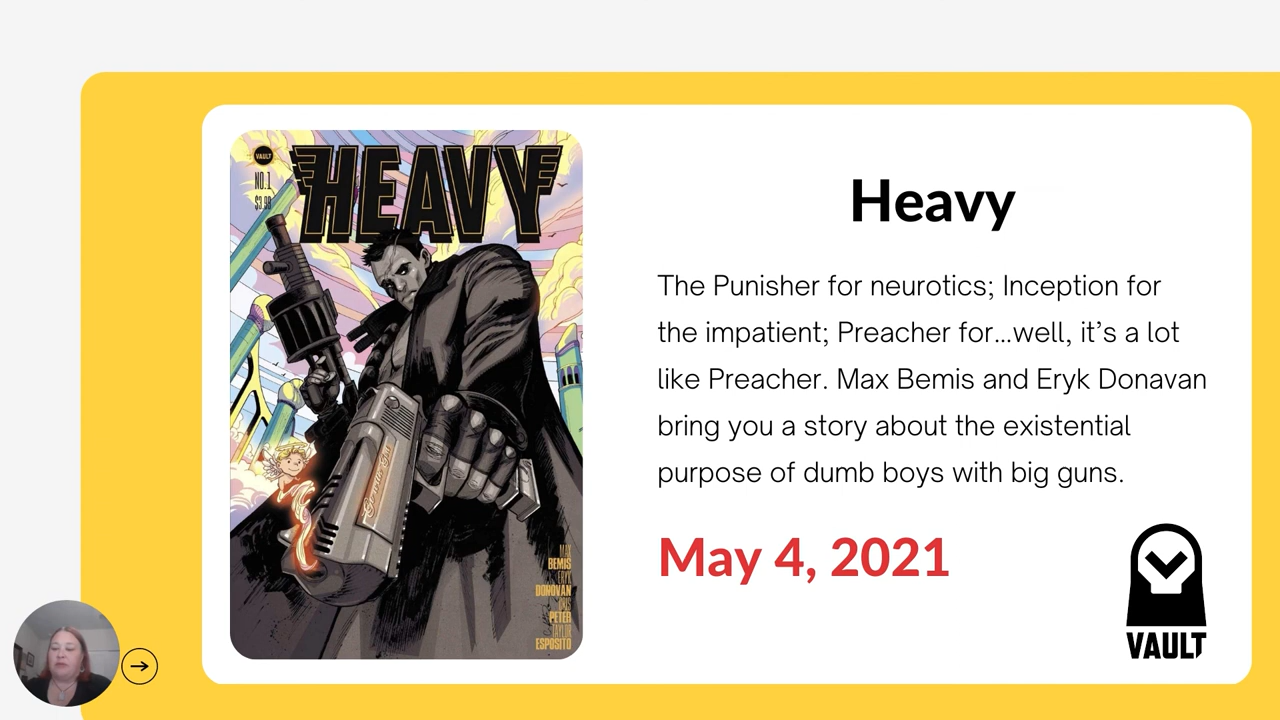 VAULT
NO.1
$3.99
HEAVY
MAX
BEMIS
ERYK
DONOVAN
CRIS
PETER
TAYLOR
ESPOSITO
Heavy
The Punisher for neurotics; Inception for
the impatient; Preacher for...well, it’s a lot
like Preacher. Max Bemis and Eryk Donavan
bring you a story about the existential
purpose of dumb boys with big guns.
May 4, 2021
VAULT